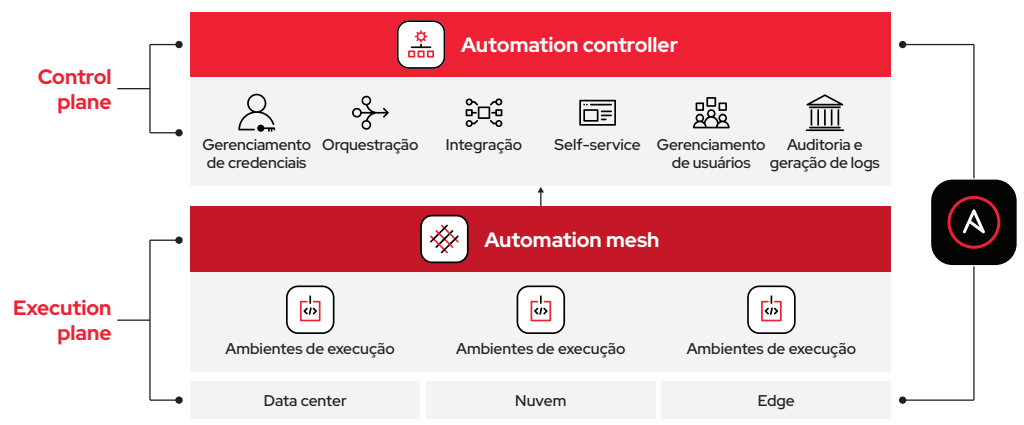 Automation controller
Control
plane
Gerenciamento
de credenciais
Orquestração
Integração
Self-service
Gerenciamento
de usuários
Auditoria e
geração de logs
Automation mesh
Execution
plane
Ambientes de execução
Ambientes de execução
Ambientes de execução
Data center
Nuvem
Edge